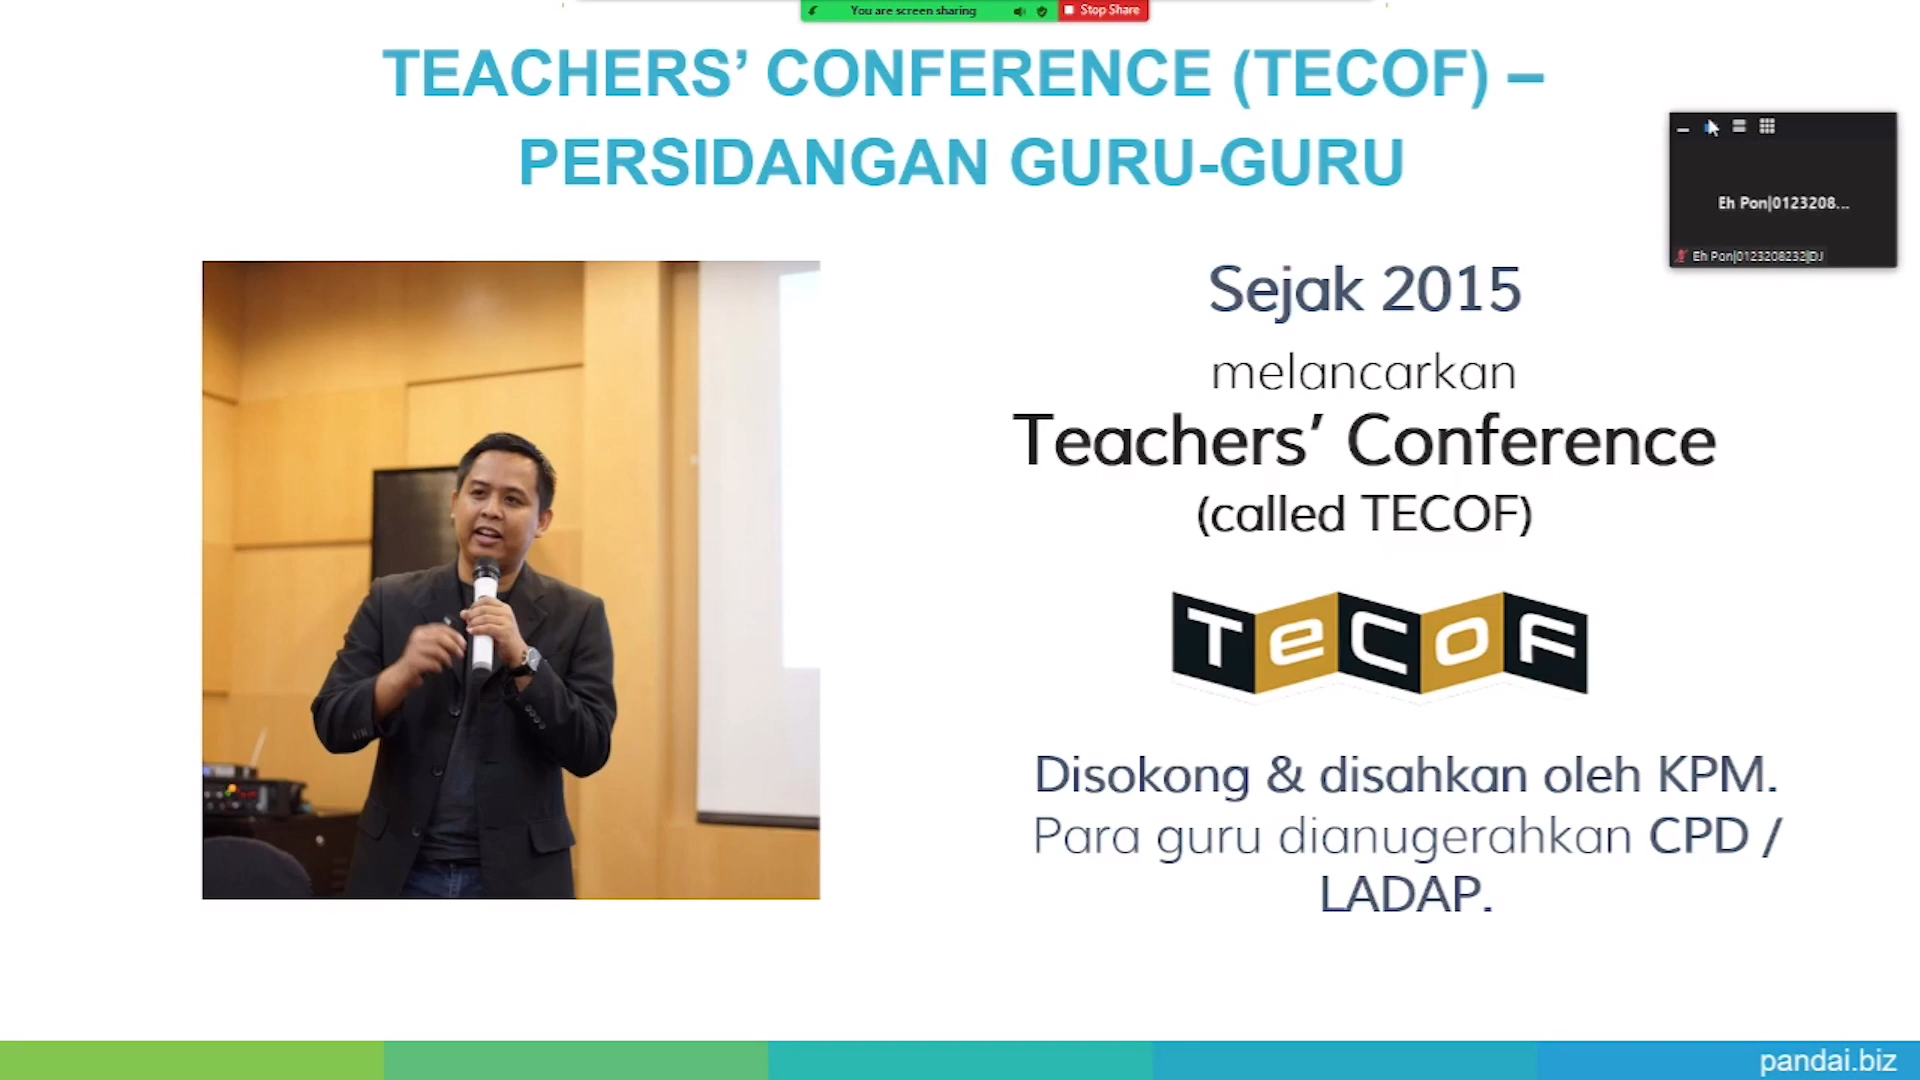 You are screen sharing
Stop Share
TEACHERS’ CONFERENCE (TECOF) –
PERSIDANGAN GURU-GURU
Eh Pon|0123208...
Eh Pon|0123208232|DJ
Sejak 2015
melancarkan
Teachers’ Conference
(called TECOF)
TeCoF
Disokong & disahkan oleh KPM.
Para guru dianugerahkan CPD /
LADAP.
pandai.biz